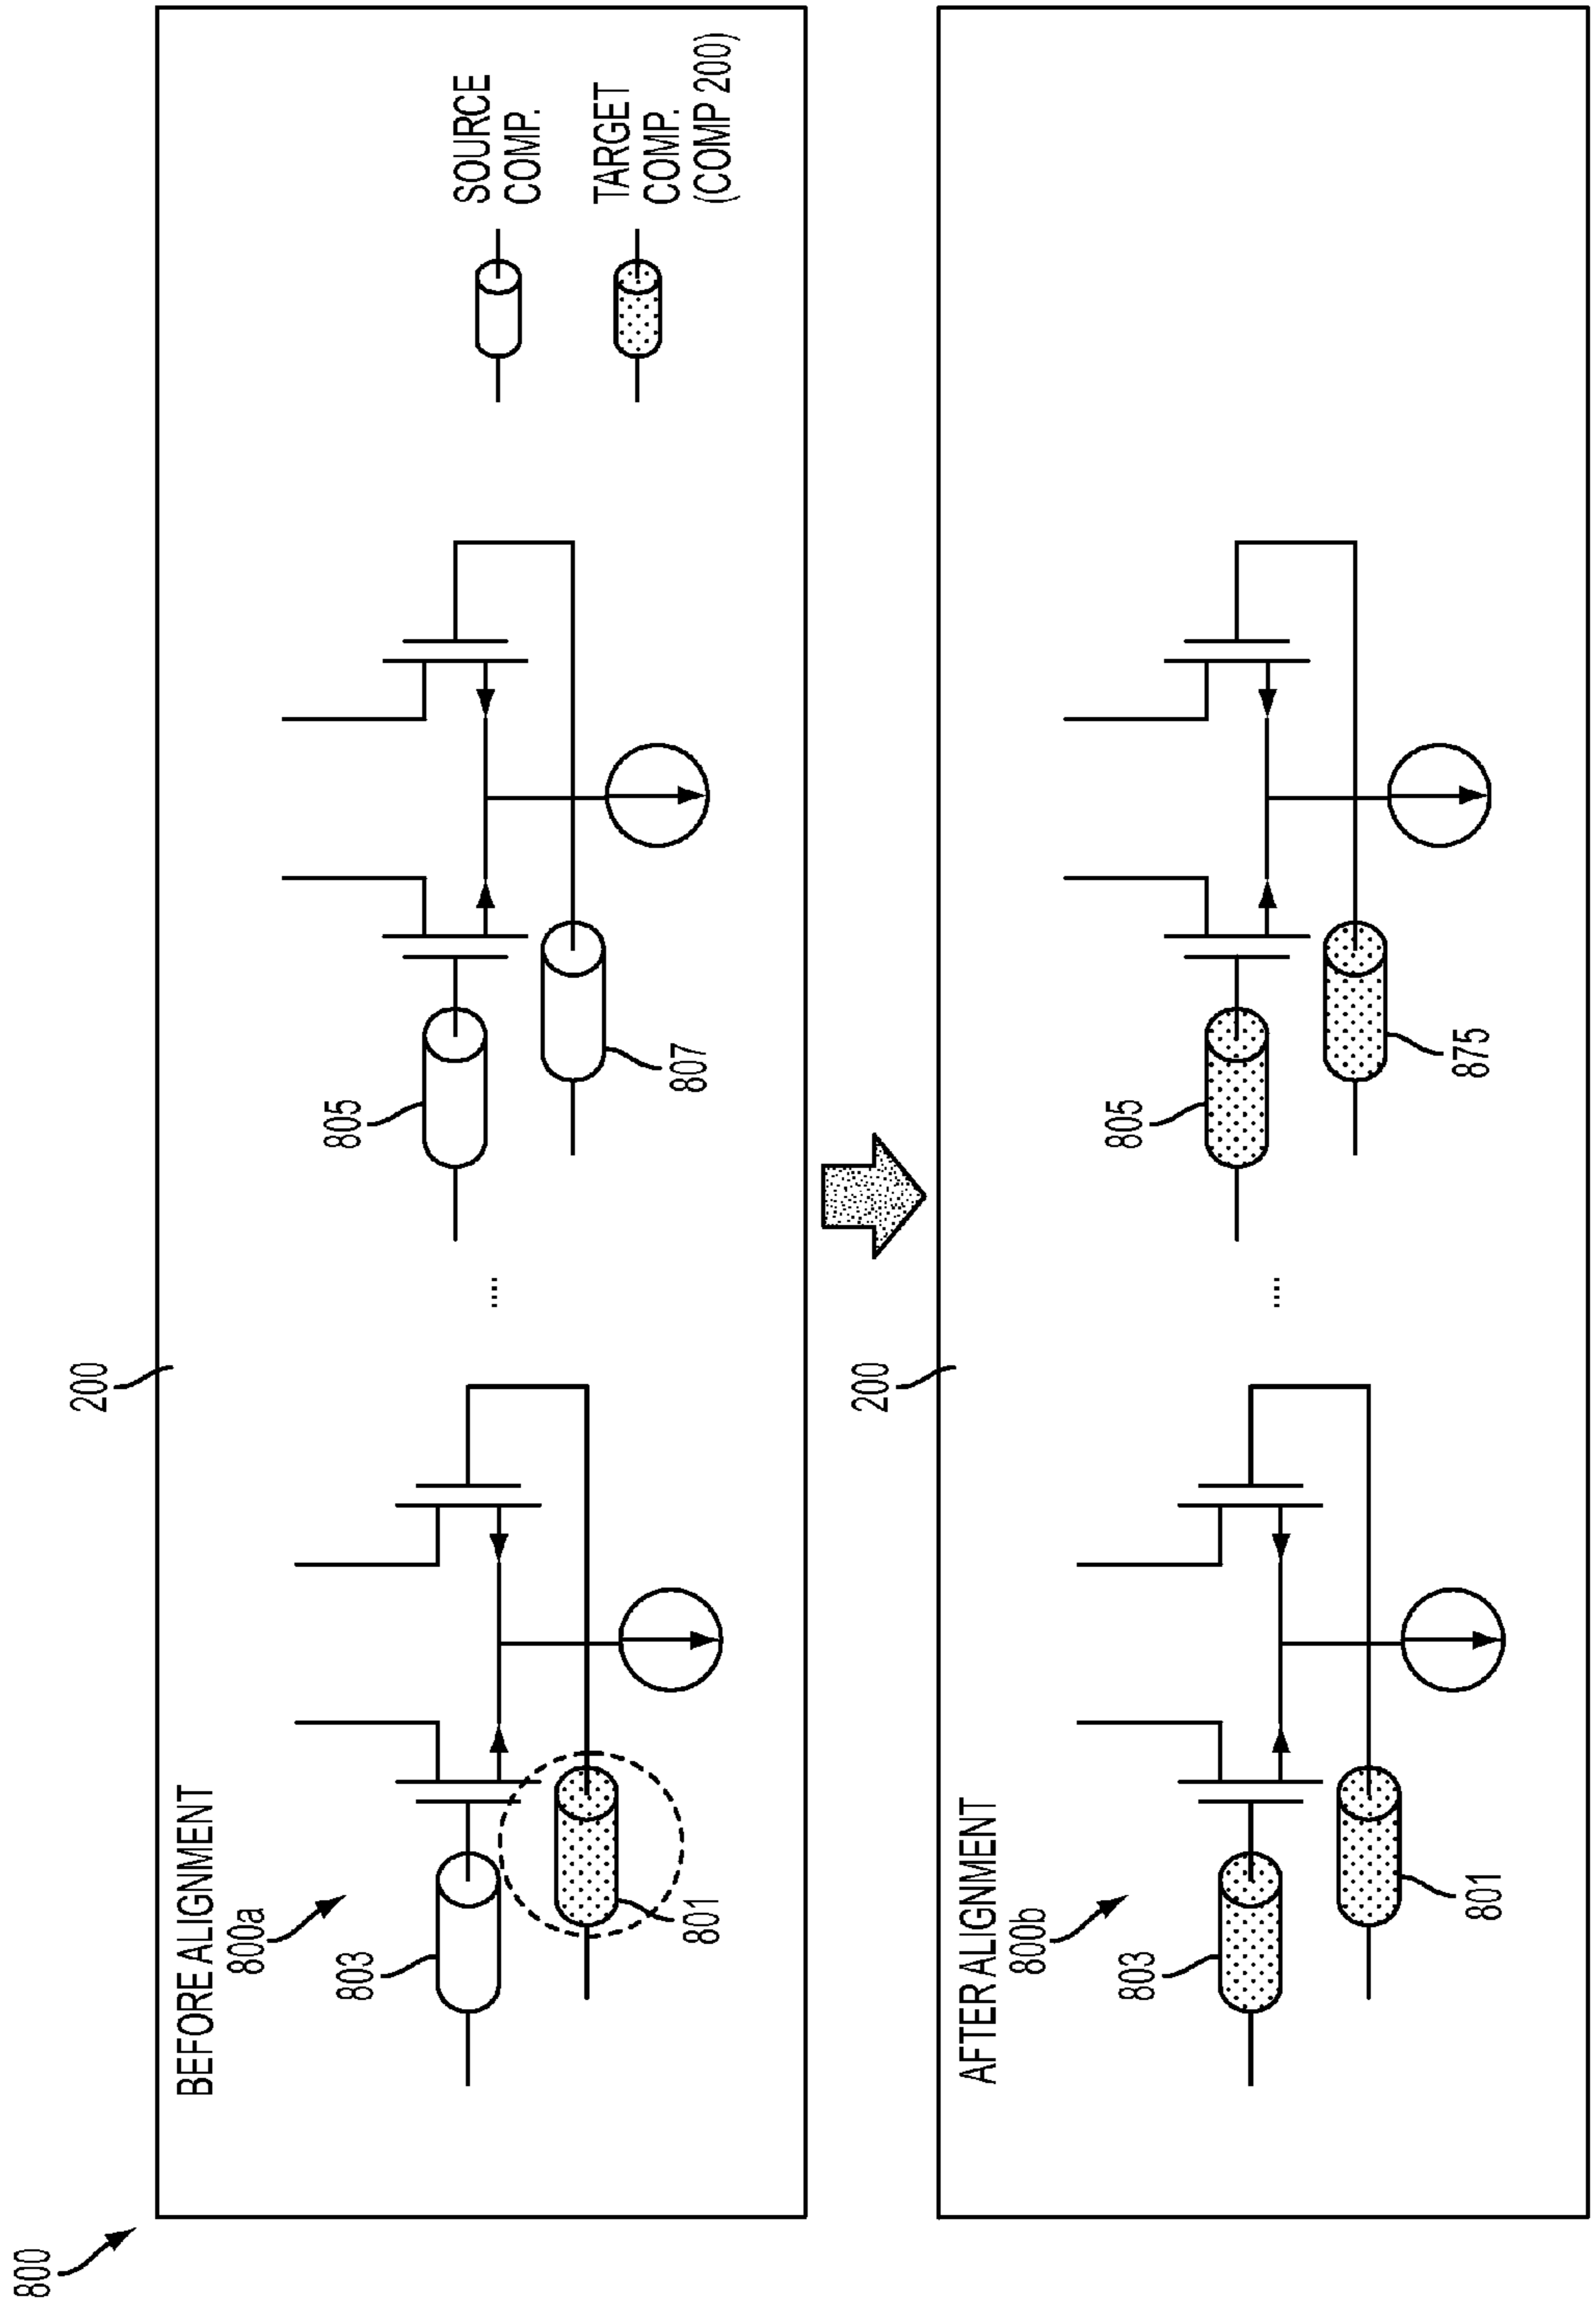 800
BEFORE ALIGNMENT
800a
200
803
801
....
805
807
SOURCE
COMP.
TARGET
COMP.
(COMP 200)
AFTER ALIGNMENT
800b
200
803
801
....
805
875